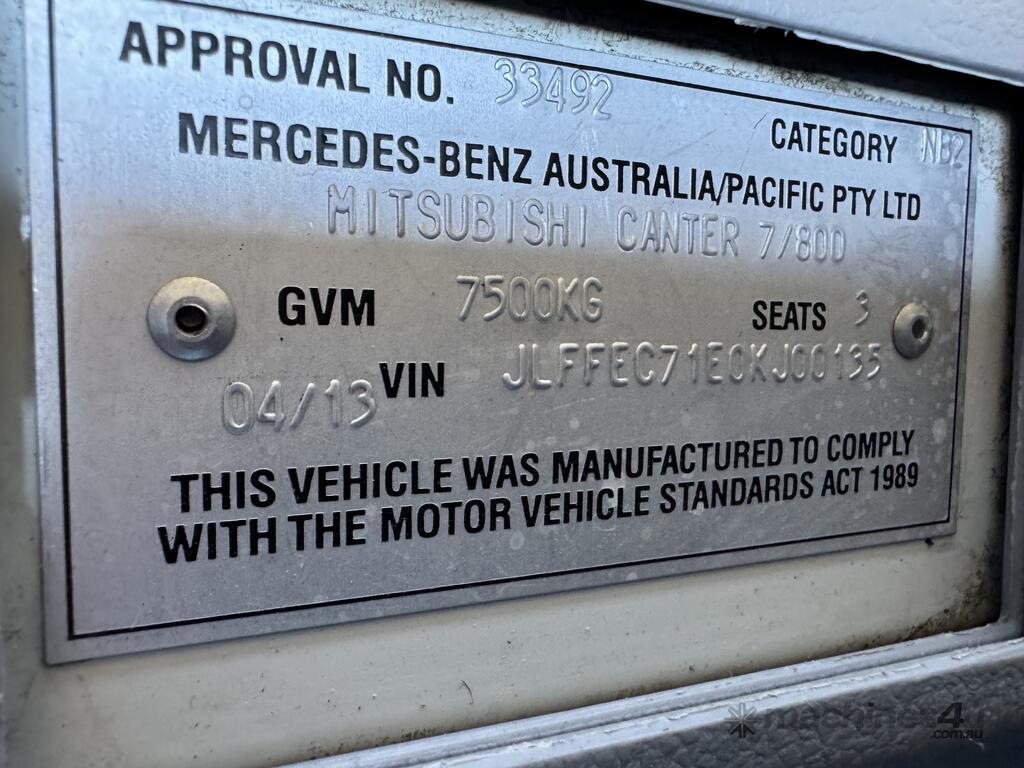 APPROVAL NO. 33492
CATEGORY NB2
MERCEDES-BENZ AUSTRALIA/PACIFIC PTY LTD
MITSUBISHI CANTER 7/800
GVM 7500KG SEATS 3
04/13 VIN JLFFEC71E0KJ00135
THIS VEHICLE WAS MANUFACTURED TO COMPLY
WITH THE MOTOR VEHICLE STANDARDS ACT 1989
machines4u
.com.au